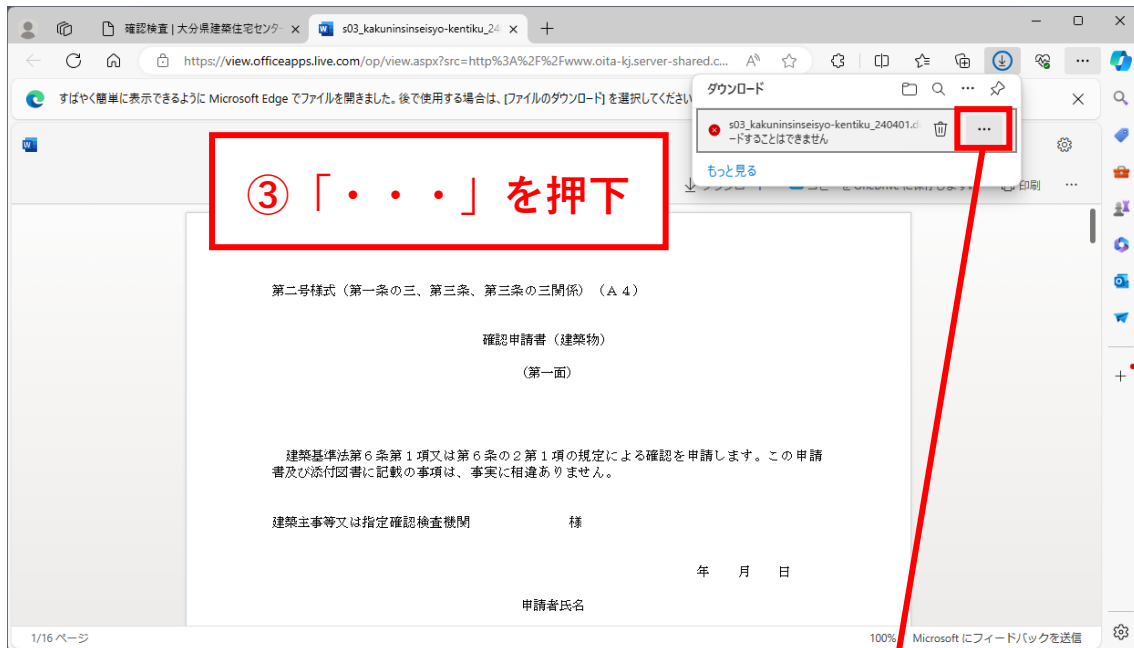 確認検査 | 大分県建築住宅センター
s03_kakuninsinseisyo-kentiku_24
https://view.officeapps.live.com/op/view.aspx?src=http%3A%2F%2Fwww.oita-kj.server-shared.c...
すばやく簡単に表示できるように Microsoft Edge でファイルを開きました。後で使用する場合は、[ファイルのダウンロード] を選択してくださ
ダウンロード
s03_kakuninsinseisyo-kentiku_240401.d
ードすることはできません
もっと見る
印刷
③「・・・」を押下
第二号様式（第一条の三、第三条、第三条の三関係）（Ａ４）
確認申請書（建築物）
（第一面）
建築基準法第６条第１項又は第６条の２第１項の規定による確認を申請します。この申請
書及び添付図書に記載の事項は、事実に相違ありません。
建築主事等又は指定確認検査機関 様
年 月 日
申請者氏名
1/16 ページ
100%
Microsoft にフィードバックを送信